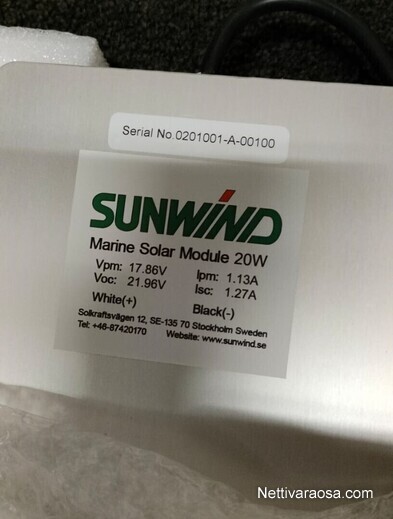 Serial No.0201001-A-00100
SUNWIND
Marine Solar Module 20W
Vpm: 17.86V Ipm: 1.13A
Voc: 21.96V Isc: 1.27A
White(+) Black(-)
Solkraftsvägen 12, SE-135 70 Stockholm Sweden
Tel: +46-87420170 Website: www.sunwind.se
Nettivaraosa.com